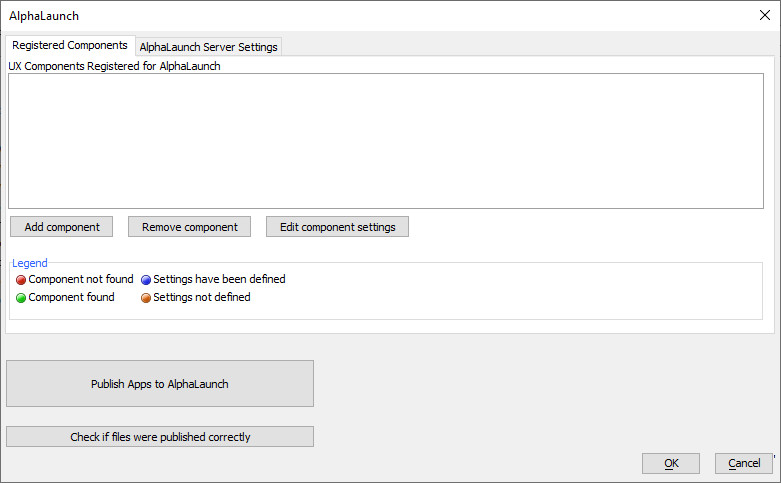 AlphaLaunch
Registered Components AlphaLaunch Server Settings
UX Components Registered for AlphaLaunch
Add component Remove component Edit component settings
Legend
Component not found Settings have been defined
Component found Settings not defined
Publish Apps to AlphaLaunch
Check if files were published correctly
OK Cancel